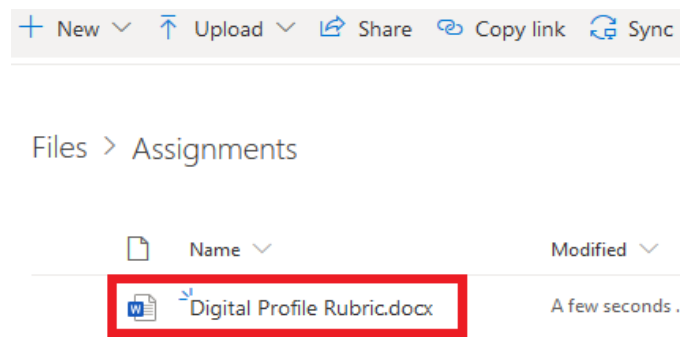 New Upload Share Copy link Sync
Files > Assignments
Name Modified
Digital Profile Rubric.docx A few seconds .